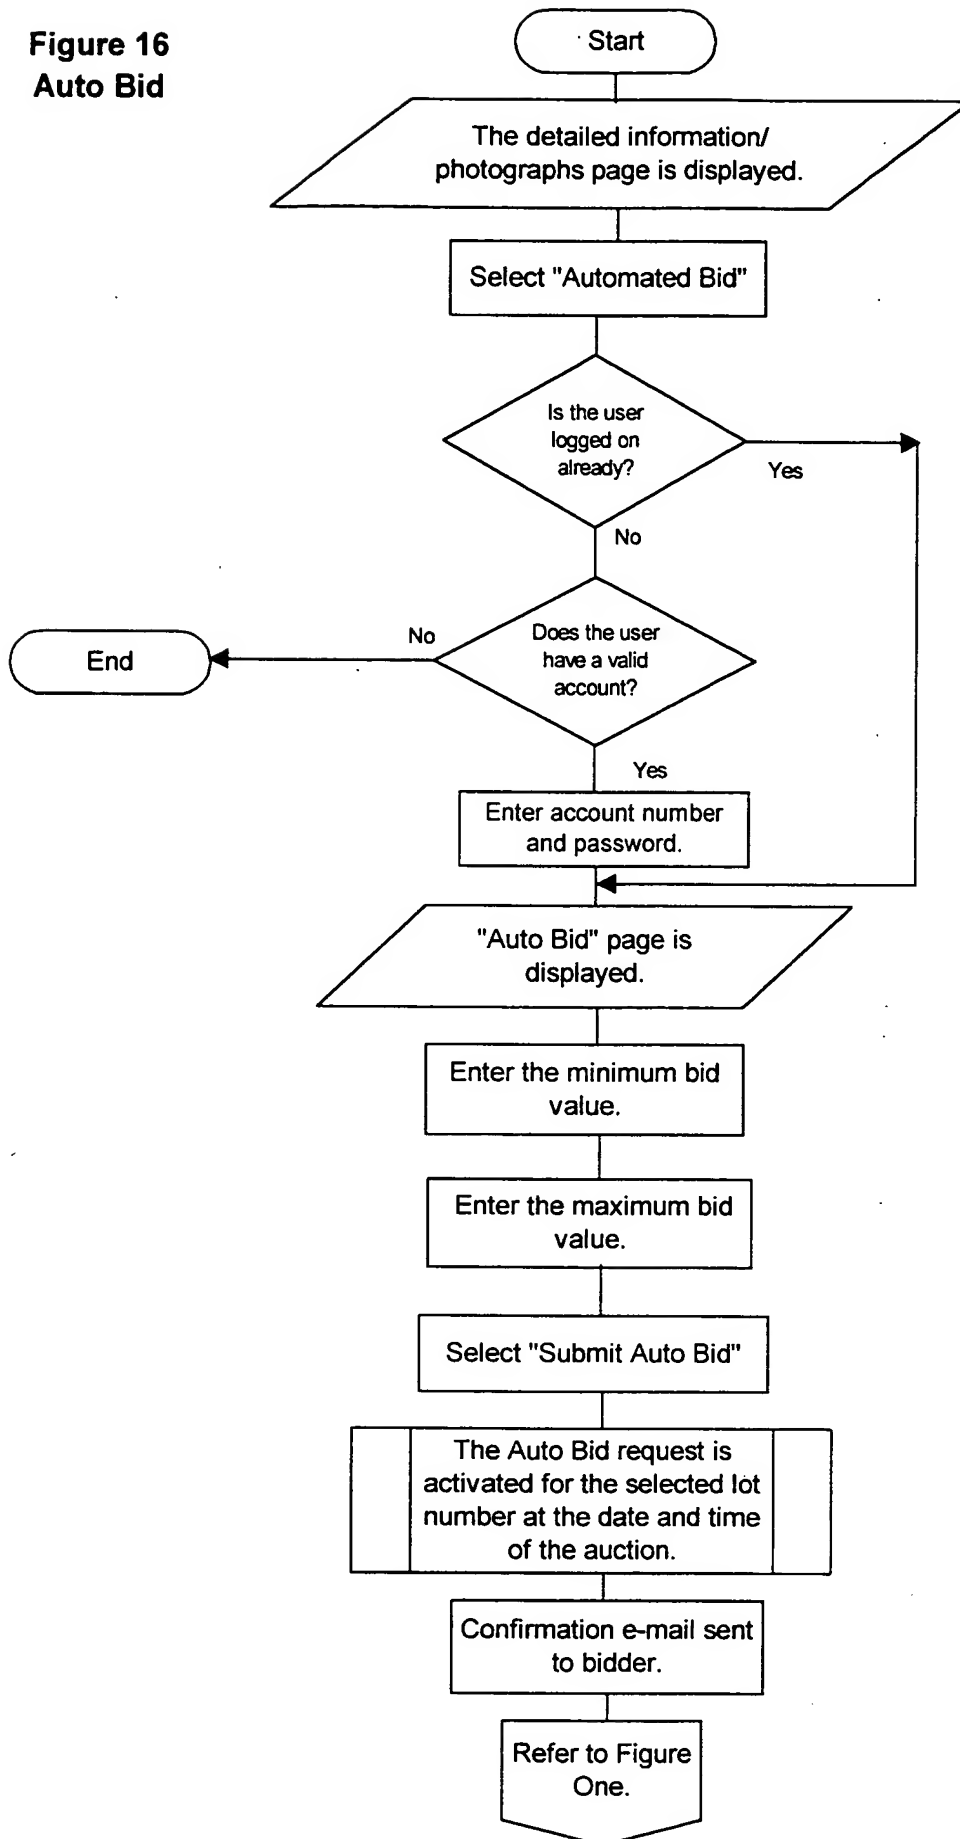 Figure 16
Auto Bid
Start
The detailed information/
photographs page is displayed.
Select "Automated Bid"
Is the user
logged on
already?
Yes
No
Does the user
have a valid
account?
No
End
Yes
Enter account number
and password.
"Auto Bid" page is
displayed.
Enter the minimum bid
value.
Enter the maximum bid
value.
Select "Submit Auto Bid"
The Auto Bid request is
activated for the selected lot
number at the date and time
of the auction.
Confirmation e-mail sent
to bidder.
Refer to Figure
One.